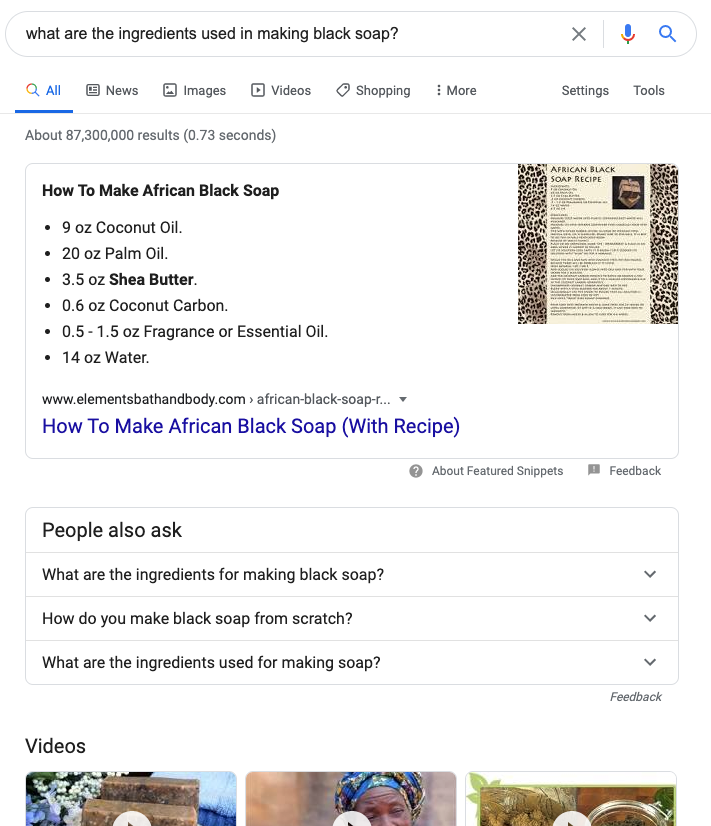 what are the ingredients used in making black soap?
All News Images Videos Shopping More Settings Tools
About 87,300,000 results (0.73 seconds)
How To Make African Black Soap
9 oz Coconut Oil.
20 oz Palm Oil.
3.5 oz Shea Butter.
0.6 oz Coconut Carbon.
0.5 - 1.5 oz Fragrance or Essential Oil.
14 oz Water.
AFRICAN BLACK
SOAP RECIPE
www.elementsbathandbody.com › african-black-soap-r...
How To Make African Black Soap (With Recipe)
About Featured Snippets Feedback
People also ask
What are the ingredients for making black soap?
How do you make black soap from scratch?
What are the ingredients used for making soap?
Feedback
Videos